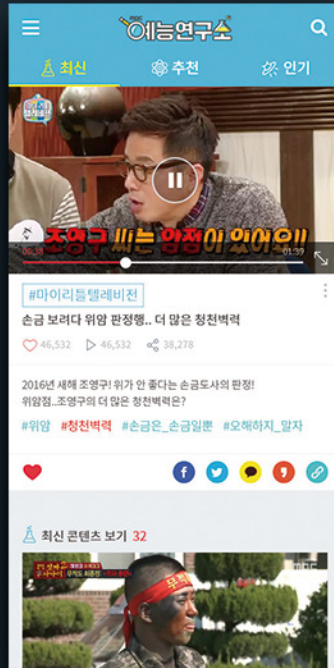 예능연구소
최신
추천
인기
조영구 씨는 암점이 있어요!!
00:38
01:39
#마이리틀텔레비전
손금 보려다 위암 판정행.. 더 많은 청천벽력
46,532
46,532
38,278
2016년 새해 조영구! 위가 안 좋다는 손금도사의 판정!
위암점..조영구의 더 많은 청천벽력은?
#위암 #청천벽력 #손금은_손금일뿐 #오해하지_말자
최신 콘텐츠 보기 32